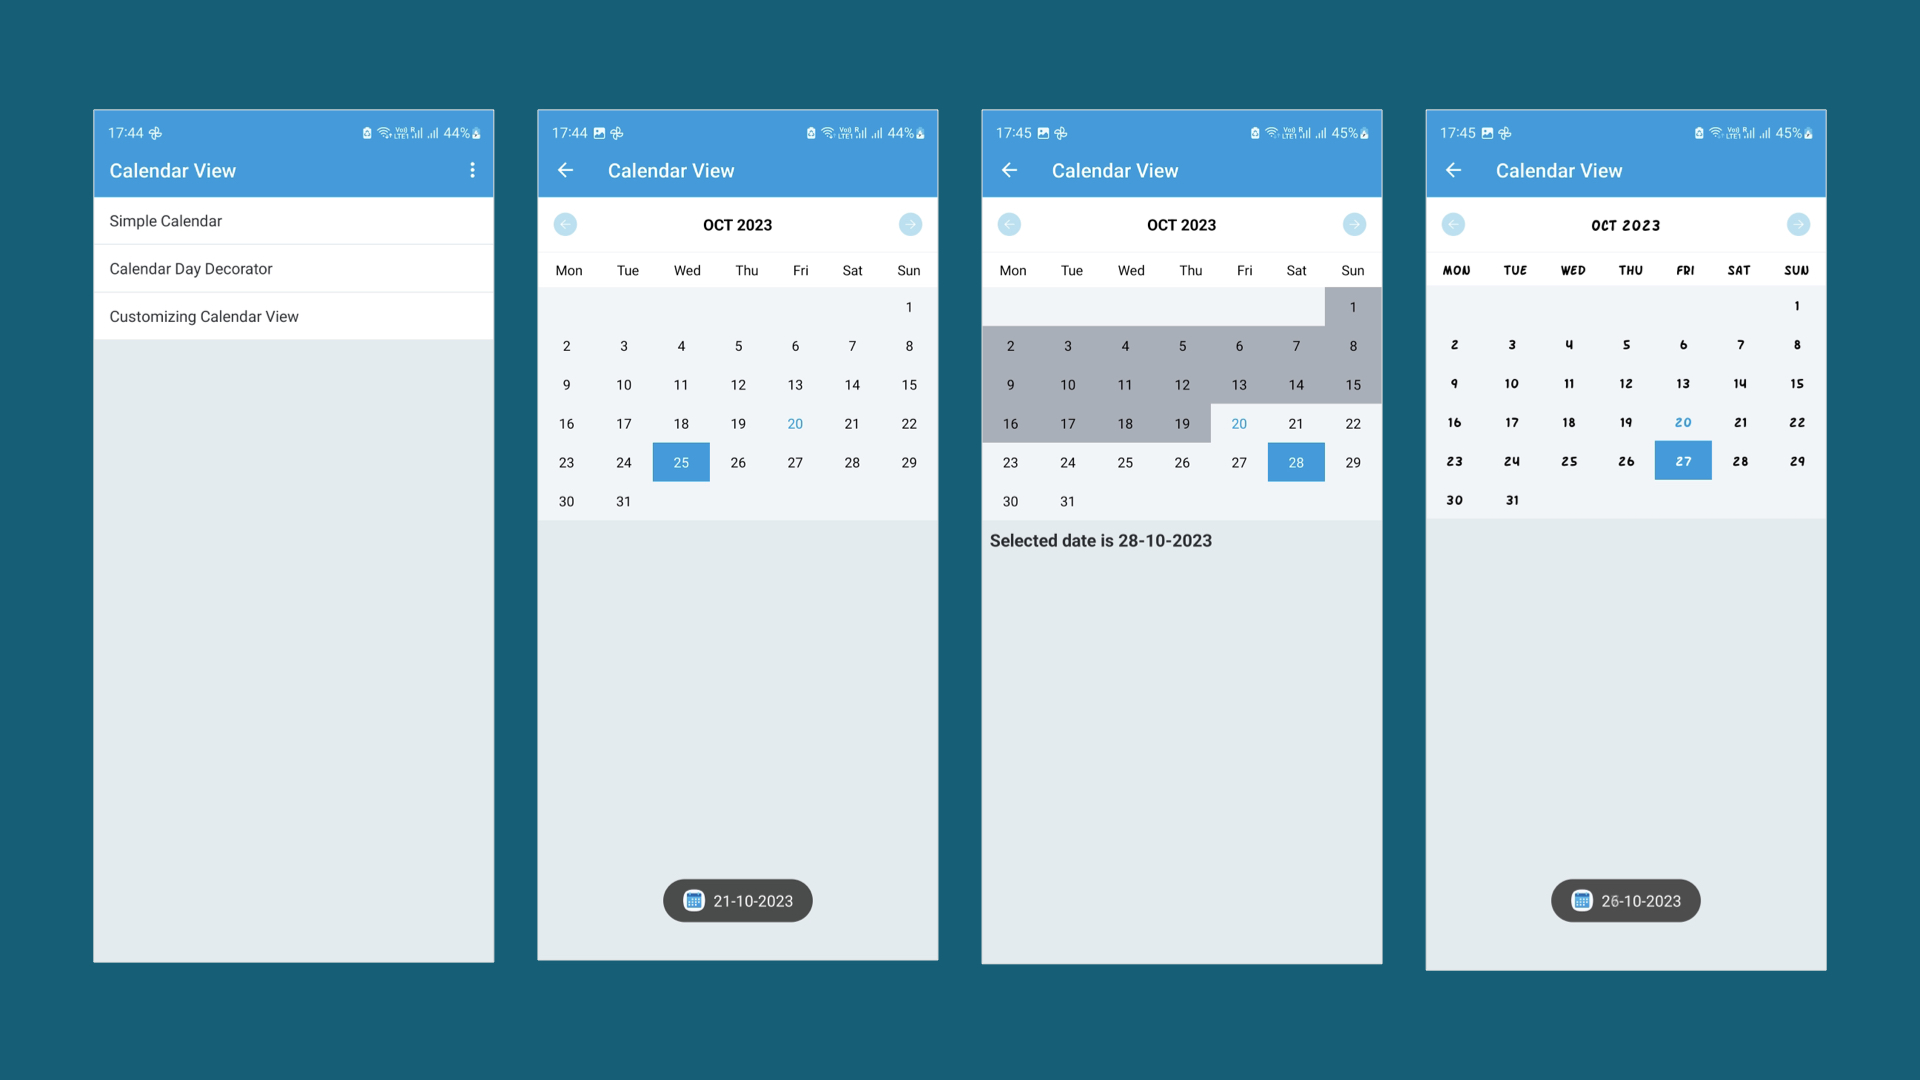 17:44 44%
Calendar View
Simple Calendar
Calendar Day Decorator
Customizing Calendar View
17:44 44%
Calendar View
OCT 2023
Mon Tue Wed Thu Fri Sat Sun
1
2 3 4 5 6 7 8
9 10 11 12 13 14 15
16 17 18 19 20 21 22
23 24 25 26 27 28 29
30 31
21-10-2023
17:45 45%
Calendar View
OCT 2023
Mon Tue Wed Thu Fri Sat Sun
1
2 3 4 5 6 7 8
9 10 11 12 13 14 15
16 17 18 19 20 21 22
23 24 25 26 27 28 29
30 31
Selected date is 28-10-2023
17:45 45%
Calendar View
OCT 2023
MON TUE WED THU FRI SAT SUN
1
2 3 4 5 6 7 8
9 10 11 12 13 14 15
16 17 18 19 20 21 22
23 24 25 26 27 28 29
30 31